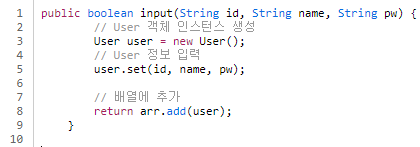 1 public boolean input(String id, String name, String pw) {
2 // User 객체 인스턴스 생성
3 User user = new User();
4 // User 정보 입력
5 user.set(id, name, pw);
6
7 // 배열에 추가
8 return arr.add(user);
9 }
10